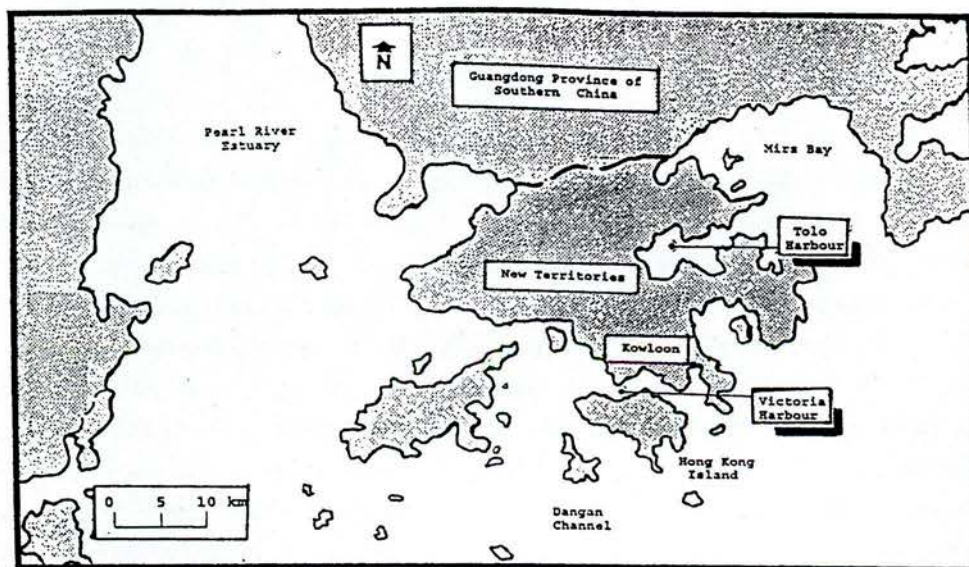 N
Guangdong Province of
Southern China
Pearl River
Estuary
Mirs Bay
Tolo
Harbour
New Territories
Kowloon
Victoria
Harbour
Hong Kong
Island
0 5 10 km
Dangan
Channel